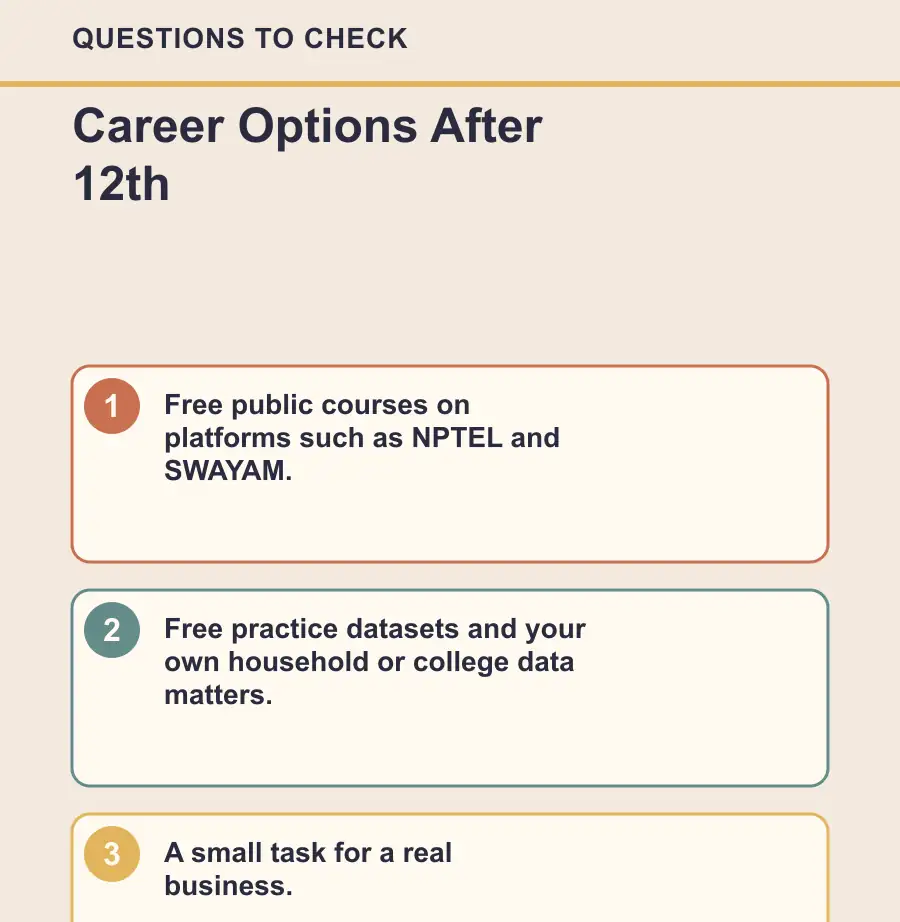 QUESTIONS TO CHECK
Career Options After
12th
1
Free public courses on
platforms such as NPTEL and
SWAYAM.
2
Free practice datasets and your
own household or college data
matters.
3
A small task for a real
business.